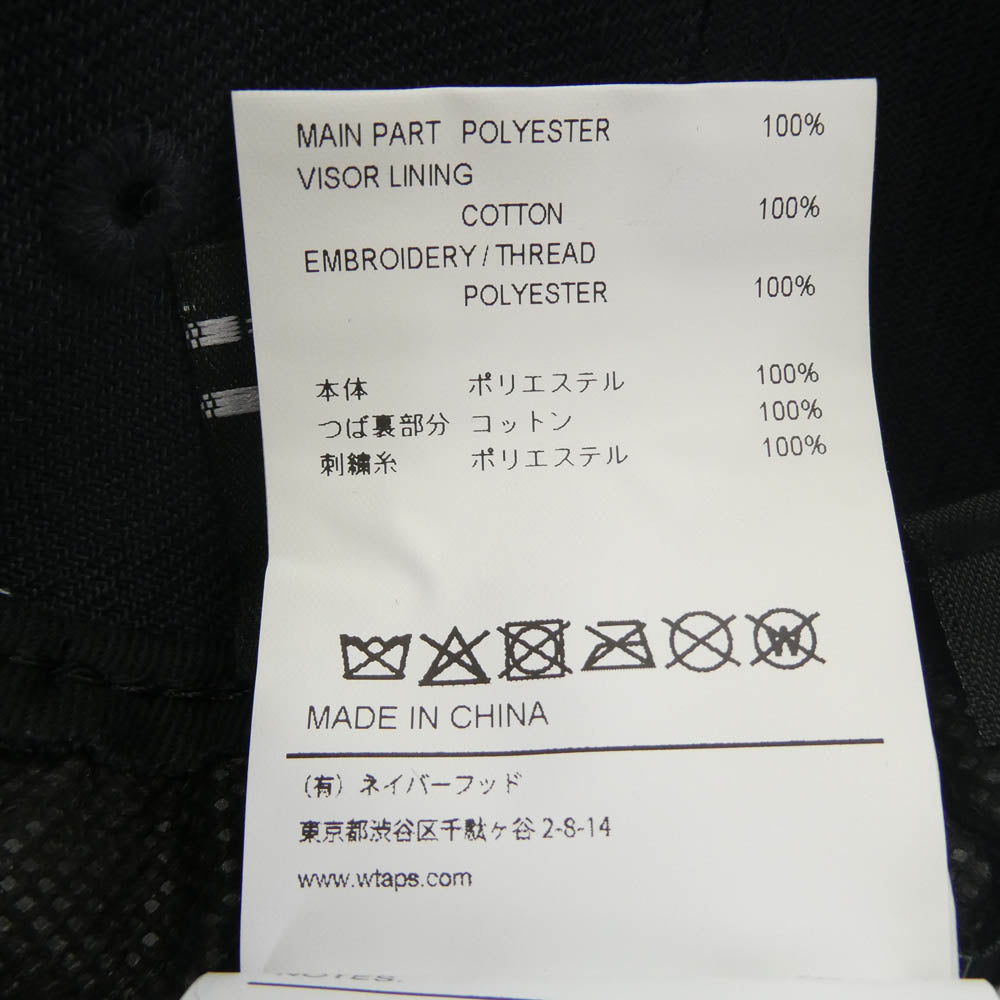 MAIN PART POLYESTER 100%
VISOR LINING
COTTON 100%
EMBROIDERY / THREAD
POLYESTER 100%
本体 ポリエステル 100%
つば裏部分 コットン 100%
刺繍糸 ポリエステル 100%
W
MADE IN CHINA
(有) ネイバーフッド
東京都渋谷区千駄ヶ谷 2-8-14
www.wtaps.com
NOTES: